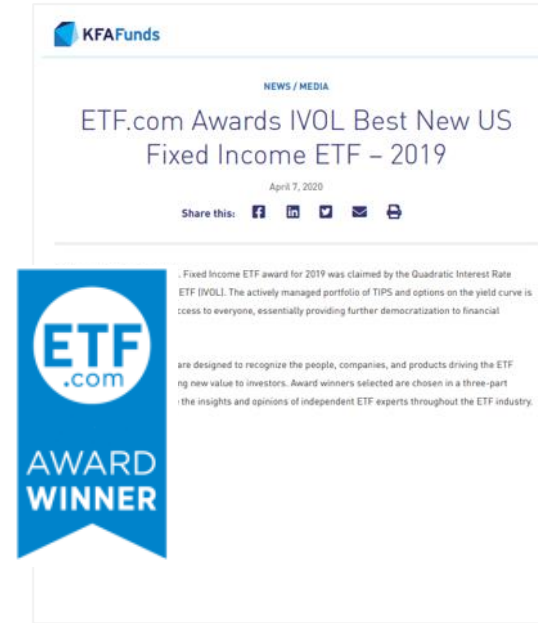 KFAFunds
NEWS / MEDIA
ETF.com Awards IVOL Best New US
Fixed Income ETF – 2019
April 7, 2020
Share this:
. Fixed Income ETF award for 2019 was claimed by the Quadratic Interest Rate
ETF (IVOL). The actively managed portfolio of TIPS and options on the yield curve is
ccess to everyone, essentially providing further democratization to financial
are designed to recognize the people, companies, and products driving the ETF
ng new value to investors. Award winners selected are chosen in a three-part
the insights and opinions of independent ETF experts throughout the ETF industry.
ETF
.com
AWARD
WINNER